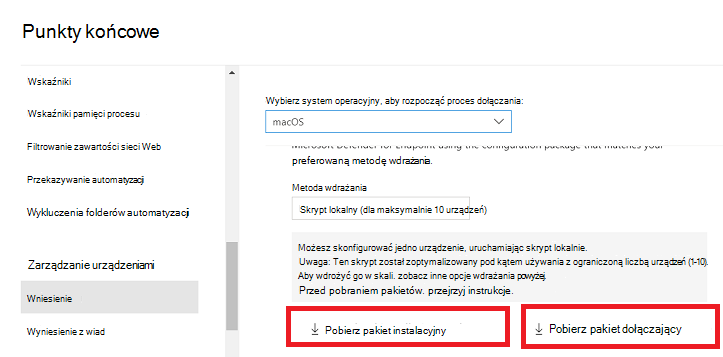 Punkty końcowe
Wskaźniki
Wskaźniki pamięci procesu
Filtrowanie zawartości sieci Web
Przekazywanie automatyzacji
Wykluczenia folderów automatyzacji
Zarządzanie urządzeniami
Wniesienie
Wyniesienie z wiad
Wybierz system operacyjny, aby rozpocząć proces dołączania:
macOS
Microsoft Defender for Endpoint using the configuration package that matches your
preferowaną metodę wdrażania.
Metoda wdrażania
Skrypt lokalny (dla maksymalnie 10 urządzeń)
Możesz skonfigurować jedno urządzenie, uruchamiając skrypt lokalnie.
Uwaga: Ten skrypt został zoptymalizowany pod kątem używania z ograniczoną liczbą urządzeń (1-10).
Aby wdrożyć go w skali. zobacz inne opcje wdrażania powyżej.
Przed pobraniem pakietów. przejrzyj instrukcje.
Pobierz pakiet instalacyjny
Pobierz pakiet dołączający